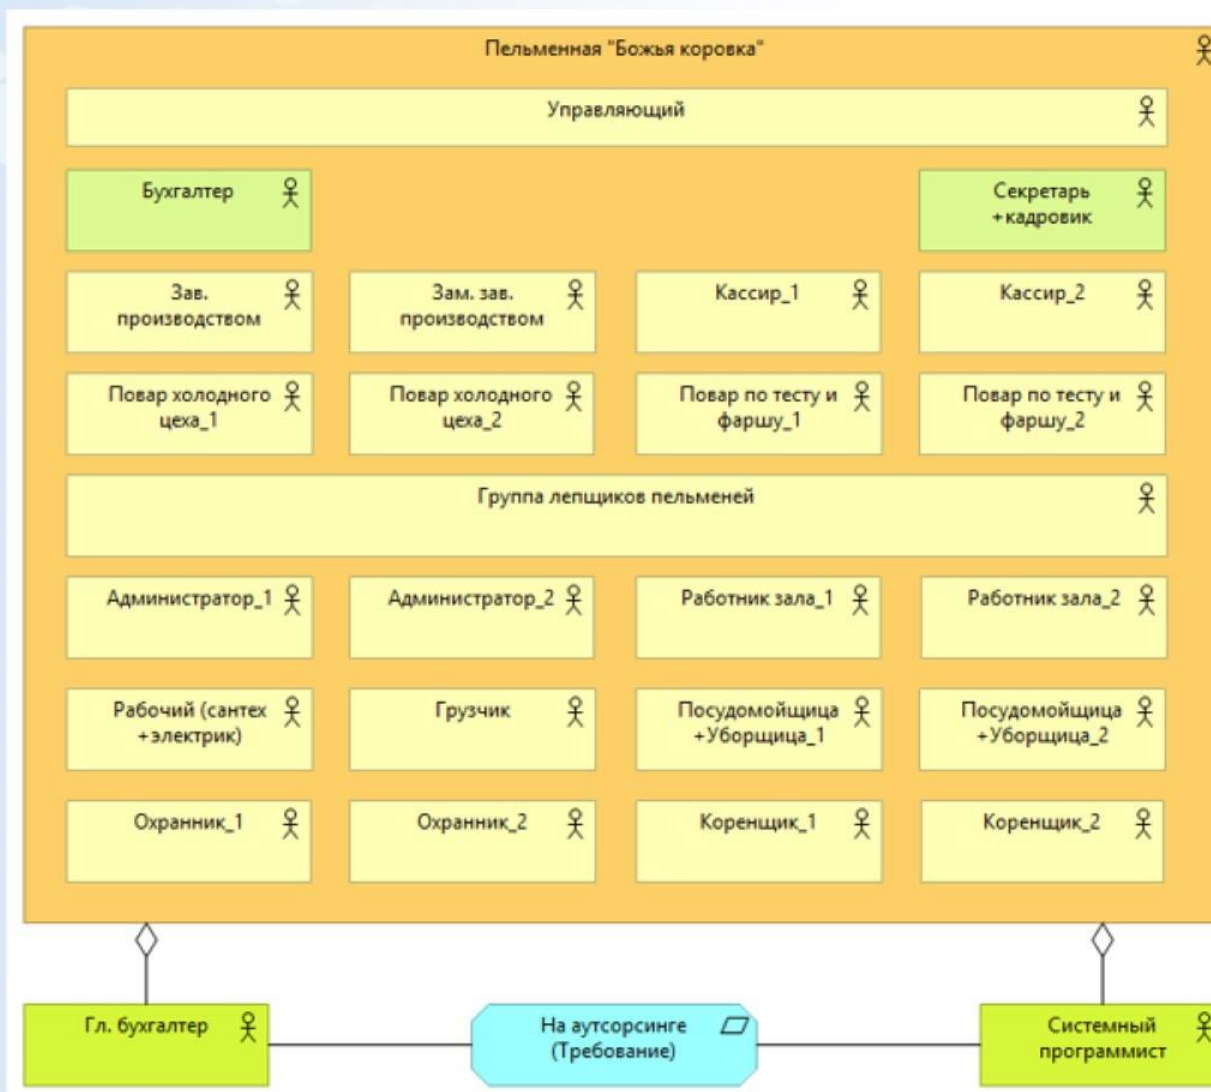 Пельменная "Божья коровка"
Управляющий
Бухгалтер
Секретарь
+кадровик
Зав.
производством
Зам. зав.
производством
Кассир_1
Кассир_2
Повар холодного
цеха_1
Повар холодного
цеха_2
Повар по тесту и
фаршу_1
Повар по тесту и
фаршу_2
Группа лепщиков пельменей
Администратор_1
Администратор_2
Работник зала_1
Работник зала_2
Рабочий (сантех
+электрик)
Грузчик
Посудомойщица
+Уборщица_1
Посудомойщица
+Уборщица_2
Охранник_1
Охранник_2
Коренщик_1
Коренщик_2
Гл. бухгалтер
На аутсорсинге
(Требование)
Системный
программист